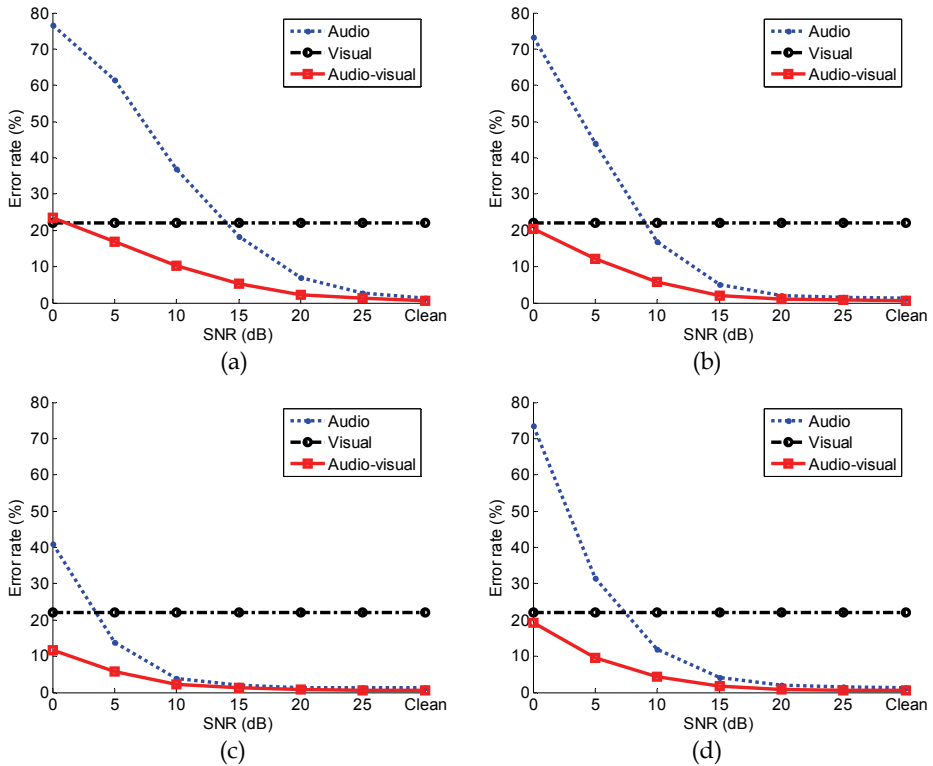 80
70
60
50
40
30
20
10
0
Error rate (%)
Audio
Visual
Audio-visual
0 5 10 15 20 25 Clean
SNR (dB)
(a)
80
70
60
50
40
30
20
10
0
Error rate (%)
Audio
Visual
Audio-visual
0 5 10 15 20 25 Clean
SNR (dB)
(b)
80
70
60
50
40
30
20
10
0
Error rate (%)
Audio
Visual
Audio-visual
0 5 10 15 20 25 Clean
SNR (dB)
(c)
80
70
60
50
40
30
20
10
0
Error rate (%)
Audio
Visual
Audio-visual
0 5 10 15 20 25 Clean
SNR (dB)
(d)